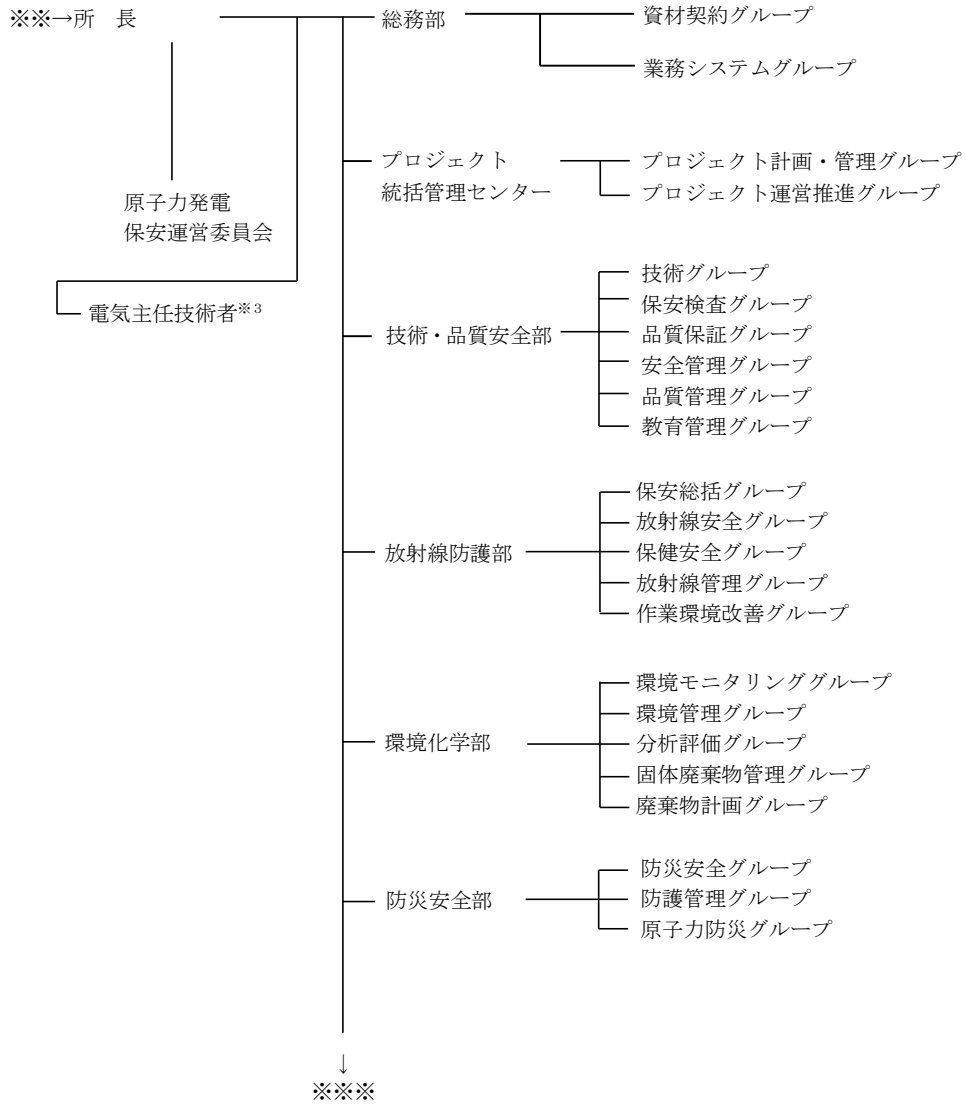 ※※→所　長
総務部
資材契約グループ
業務システムグループ
プロジェクト
統括管理センター
プロジェクト計画・管理グループ
プロジェクト運営推進グループ
原子力発電
保安運営委員会
電気主任技術者※3
技術・品質安全部
技術グループ
保安検査グループ
品質保証グループ
安全管理グループ
品質管理グループ
教育管理グループ
放射線防護部
保安総括グループ
放射線安全グループ
保健安全グループ
放射線管理グループ
作業環境改善グループ
環境化学部
環境モニタリンググループ
環境管理グループ
分析評価グループ
固体廃棄物管理グループ
廃棄物計画グループ
防災安全部
防災安全グループ
防護管理グループ
原子力防災グループ
↓
※※※